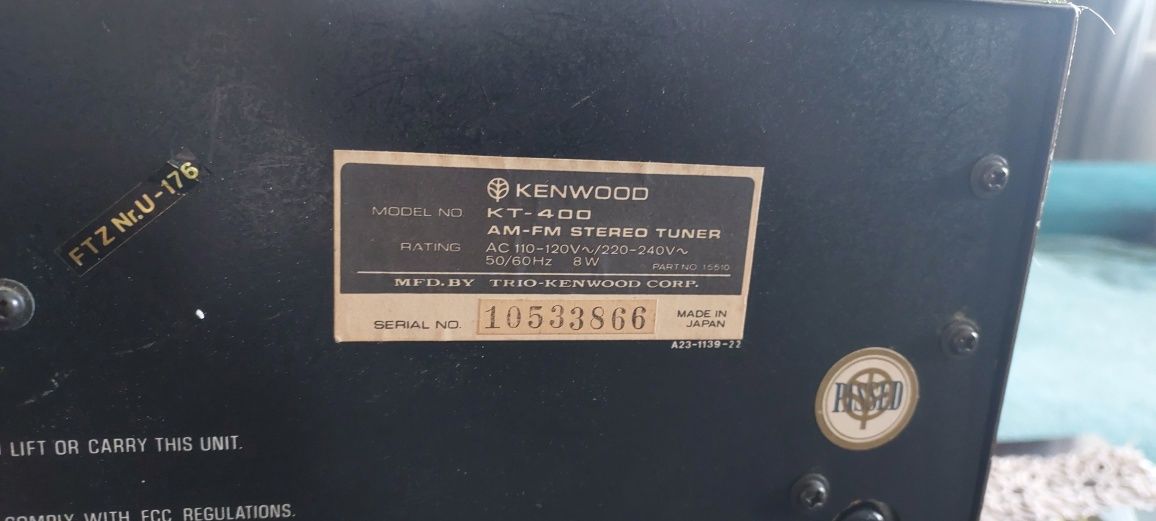 FTZ Nr.U-176
KENWOOD
MODEL NO. KT-400
AM-FM STEREO TUNER
RATING AC 110-120V~/220-240V~
50/60Hz 8W PART NO. 15510
MFD. BY TRIO-KENWOOD CORP.
SERIAL NO. 10533866 MADE IN
JAPAN
A23-1139-22
PASSED
LIFT OR CARRY THIS UNIT.
COMPLY WITH FCC REGULATIONS.